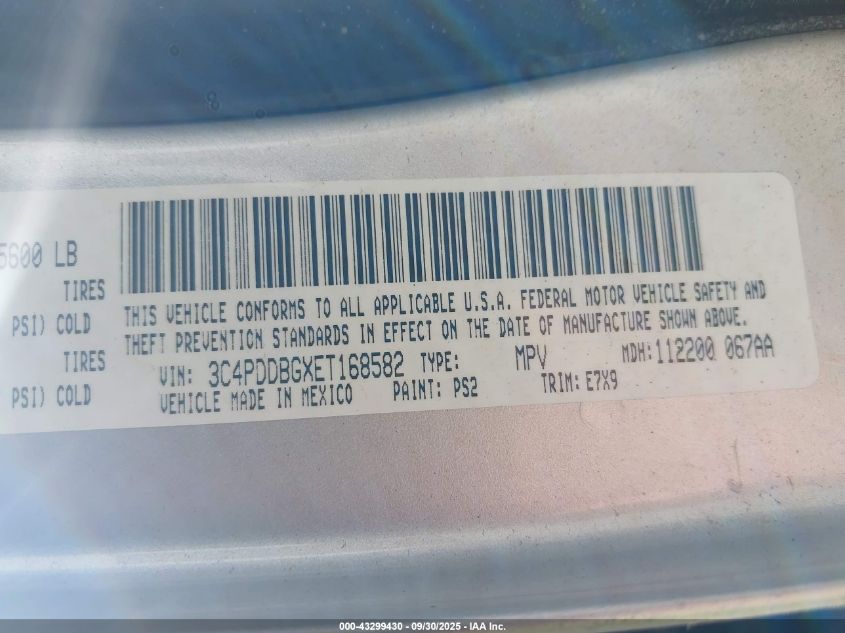 5600 LB
TIRES
PSI) COLD
TIRES
PSI) COLD
THIS VEHICLE CONFORMS TO ALL APPLICABLE U.S.A. FEDERAL MOTOR VEHICLE SAFETY AND
THEFT PREVENTION STANDARDS IN EFFECT ON THE DATE OF MANUFACTURE SHOWN ABOVE.
VIN: 3C4PDDBGXET168582 TYPE: MPV MDH:112200 067AA
VEHICLE MADE IN MEXICO PAINT: PS2 TRIM: E7X9
000-43299430 - 09/30/2025 - IAA Inc.